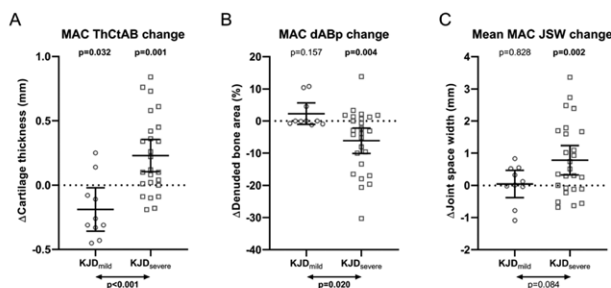 A
MAC ThCtAB change
p=0.032 p=0.001
ΔCartilage thickness (mm)
1.0
0.5
0.0
-0.5
KJDmild KJDsevere
p<0.001
B
MAC dABp change
p=0.157 p=0.004
ΔDenuded bone area (%)
20
10
0
-10
-20
-30
-40
KJDmild KJDsevere
p=0.020
C
Mean MAC JSW change
p=0.828 p=0.002
ΔJoint space width (mm)
4
3
2
1
0
-1
-2
KJDmild KJDsevere
p=0.084